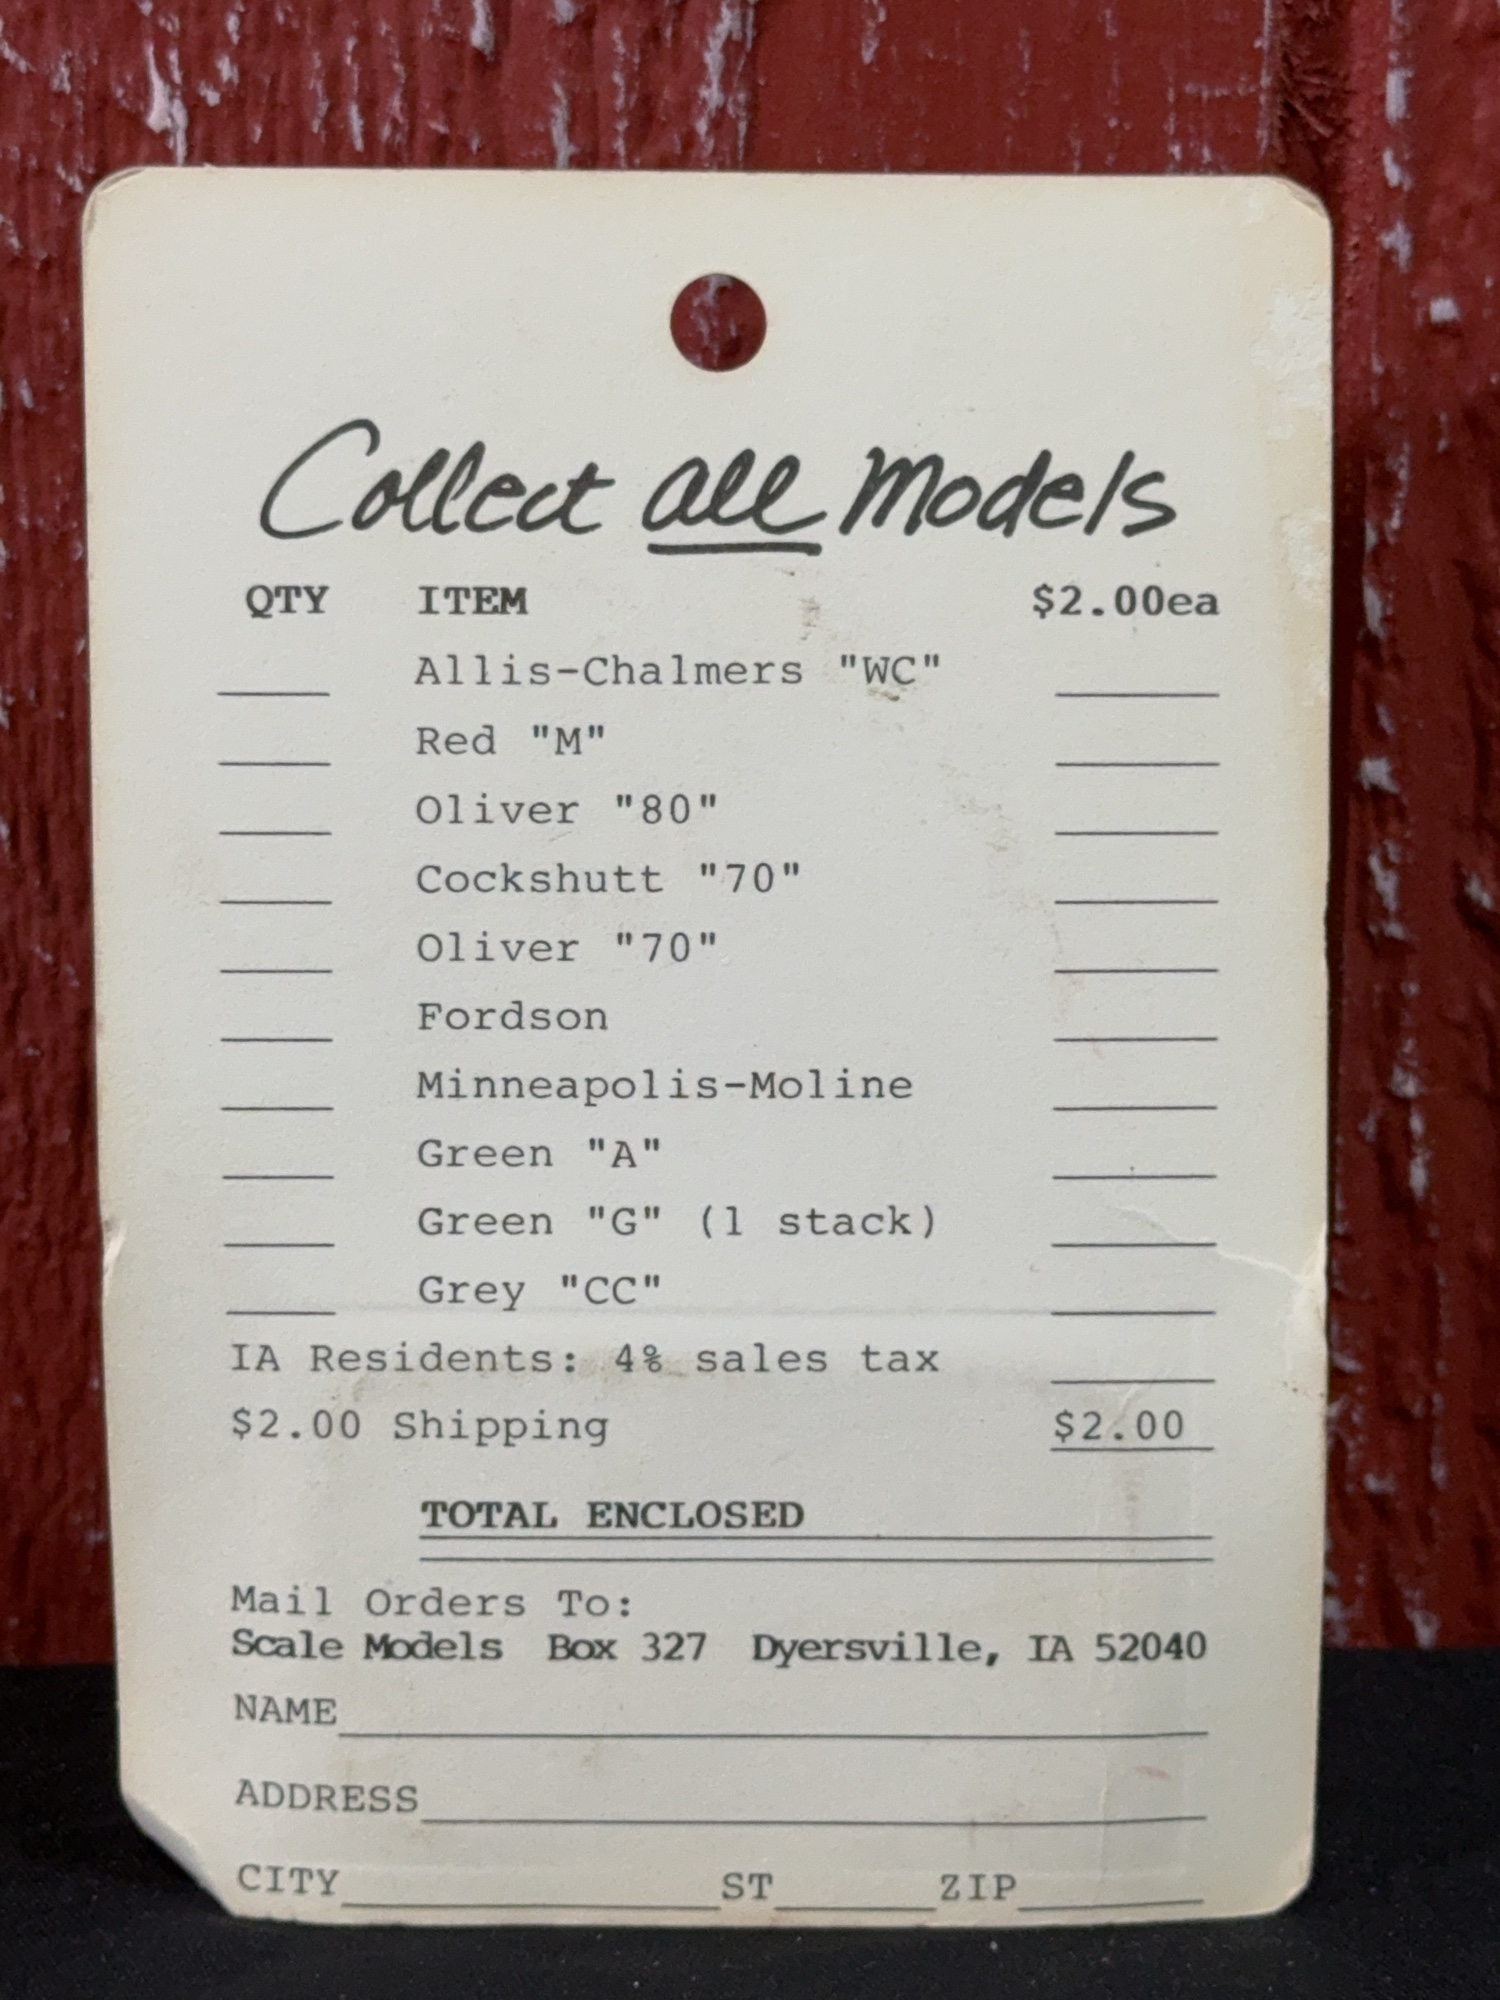 Collect all Models
QTY ITEM $2.00ea
Allis-Chalmers "WC"
Red "M"
Oliver "80"
Cockshutt "70"
Oliver "70"
Fordson
Minneapolis-Moline
Green "A"
Green "G" (1 stack)
Grey "CC"
IA Residents: 4% sales tax
$2.00 Shipping $2.00
TOTAL ENCLOSED
Mail Orders To:
Scale Models Box 327 Dyersville, IA 52040
NAME
ADDRESS
CITY ST ZIP